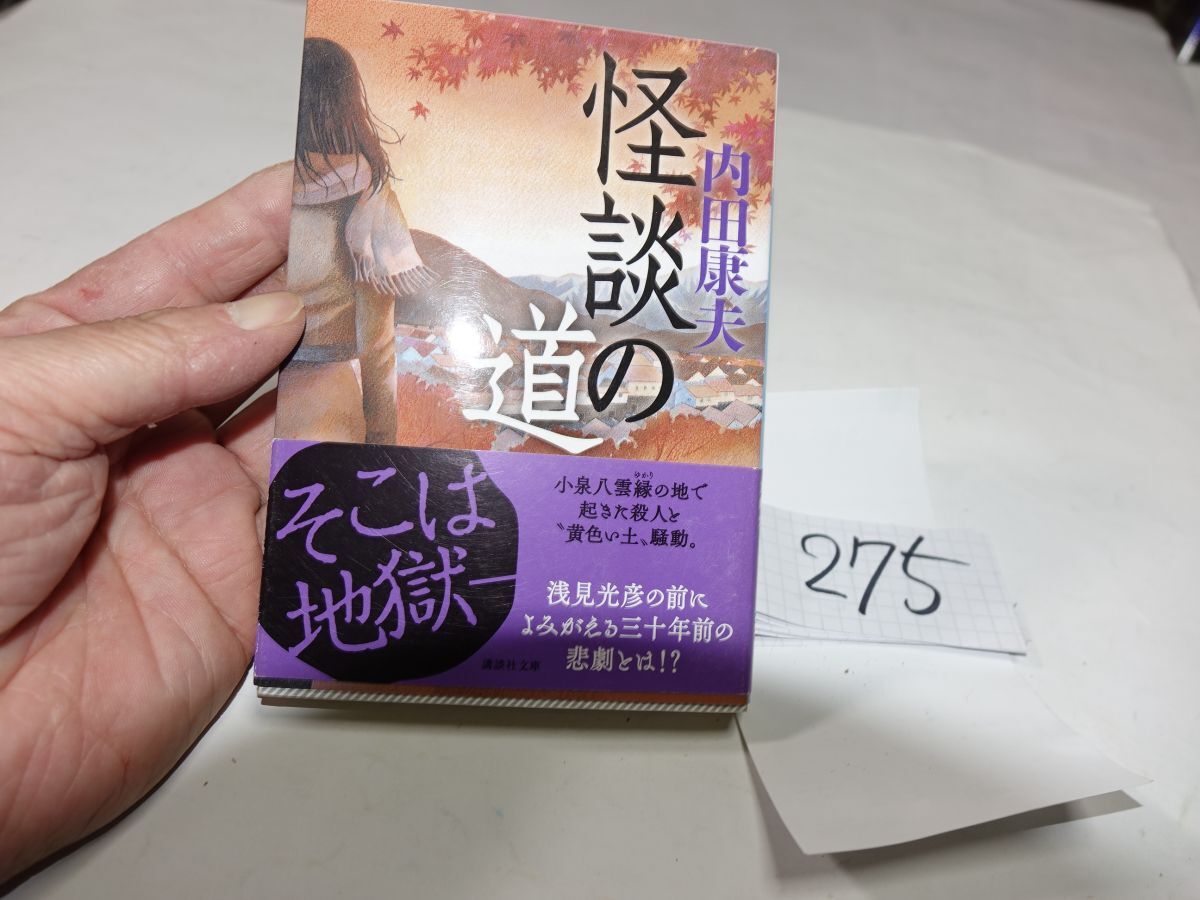 怪談の
道
内田康夫
そこは
地獄―
小泉八雲縁の地で
ゆかり
起きた殺人と
〝黄色い土〟騒動。
浅見光彦の前に
よみがえる三十年前の
悲劇とは!?
講談社文庫
275